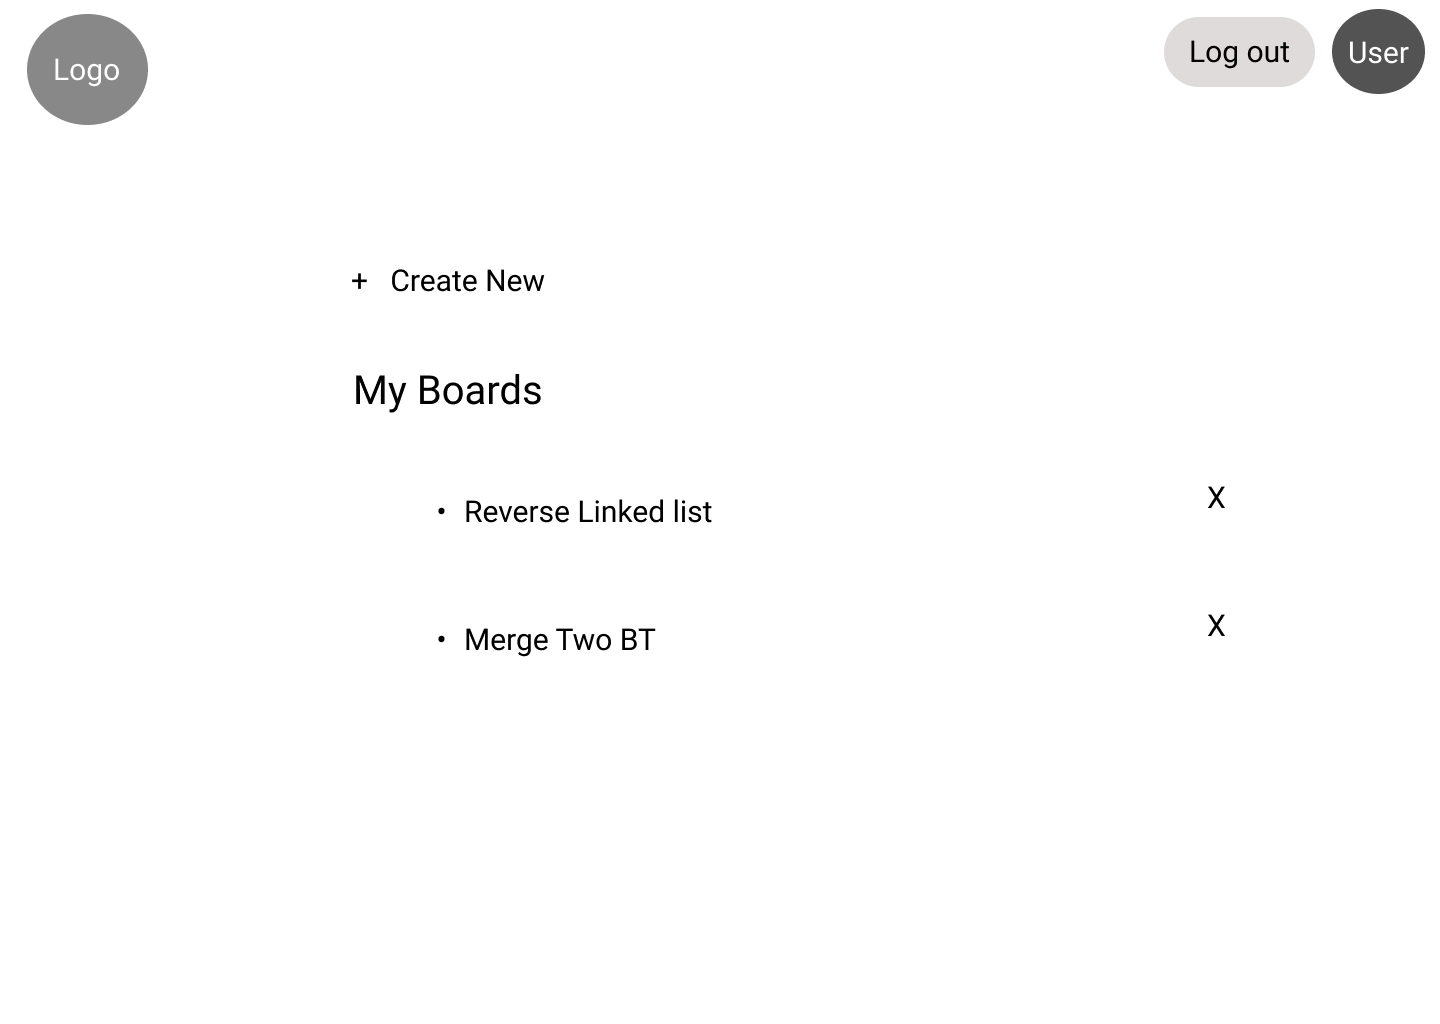 Logo
Log out
User
+ Create New
My Boards
• Reverse Linked list
X
• Merge Two BT
X